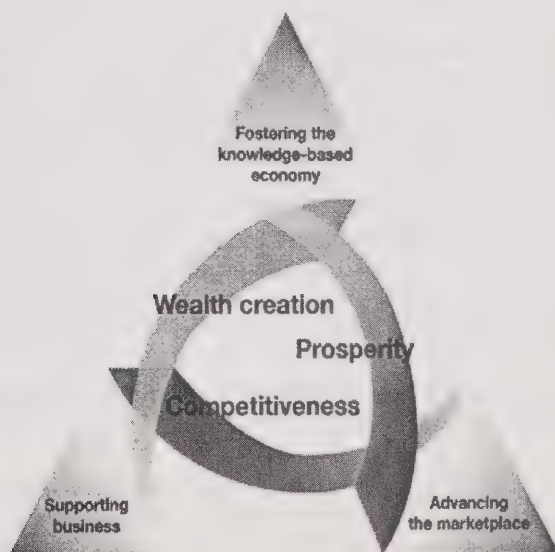 Fostering the
knowledge-based
economy
Wealth creation
Prosperity
Competitiveness
Supporting
business
Advancing
the marketplace